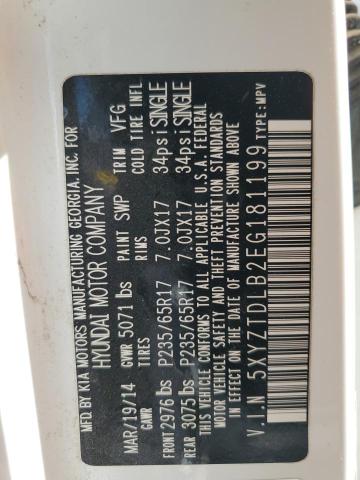 MFD.BY KIA MOTORS MANUFACTURING GEORGIA, INC. FOR
HYUNDAI MOTOR COMPANY
MAR/19/14 PAINT SWP TRIM VFG
GVWR 5071 lbs
GAWR TIRES RIMS COLD TIRE INFL.
FRONT 2976 lbs P235/65R17 7.0JX17 34psi SINGLE
REAR 3075 lbs P235/65R17 7.0JX17 34psi SINGLE
THIS VEHICLE CONFORMS TO ALL APPLICABLE U.S.A. FEDERAL
MOTOR VEHICLE SAFETY AND THEFT PREVENTION STANDARDS
IN EFFECT ON THE DATE OF MANUFACTURE SHOWN ABOVE.
V.I.N 5XYZTDLB2EG181199 TYPE:MPV